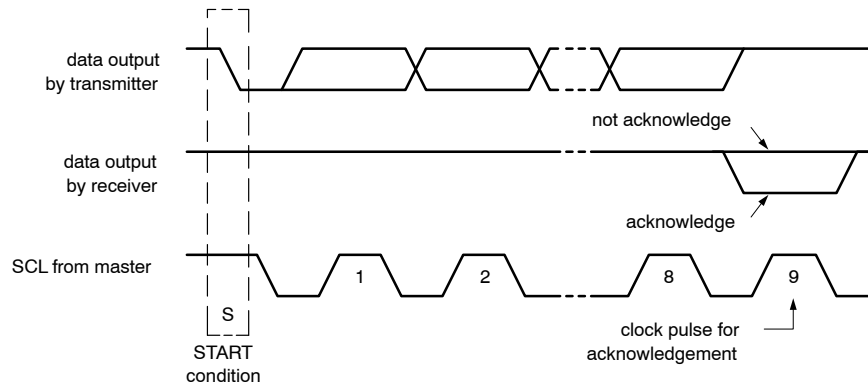 data output
by transmitter
not acknowledge
data output
by receiver
acknowledge
SCL from master
1
2
8
9
S
START
condition
clock pulse for
acknowledgement